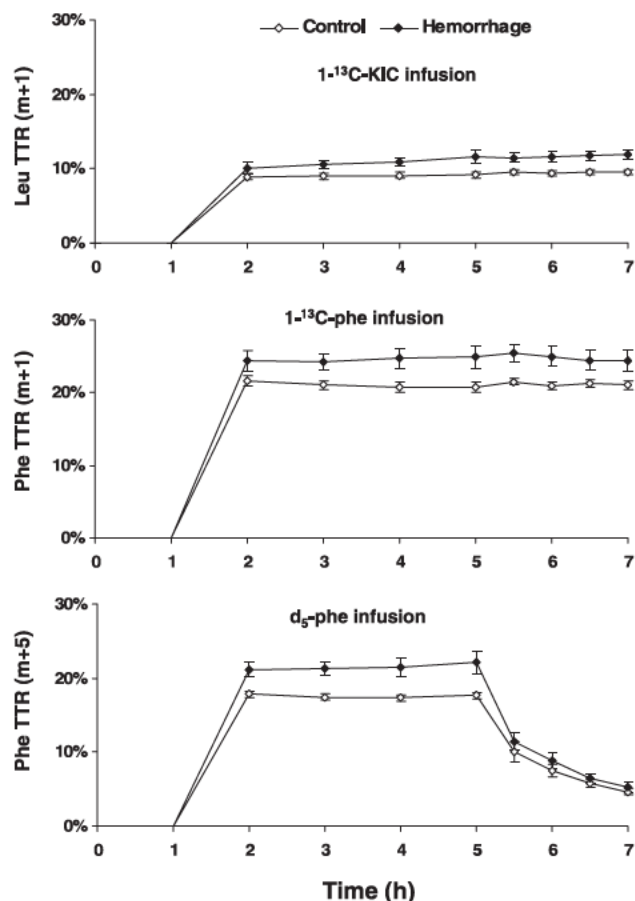 30%
Control Hemorrhage
1-¹³C-KIC infusion
20%
Leu TTR (m+1)
10%
0%
0 1 2 3 4 5 6 7
30%
1-¹³C-phe infusion
20%
Phe TTR (m+1)
10%
0%
0 1 2 3 4 5 6 7
30%
d₅-phe infusion
20%
Phe TTR (m+5)
10%
0%
0 1 2 3 4 5 6 7
Time (h)